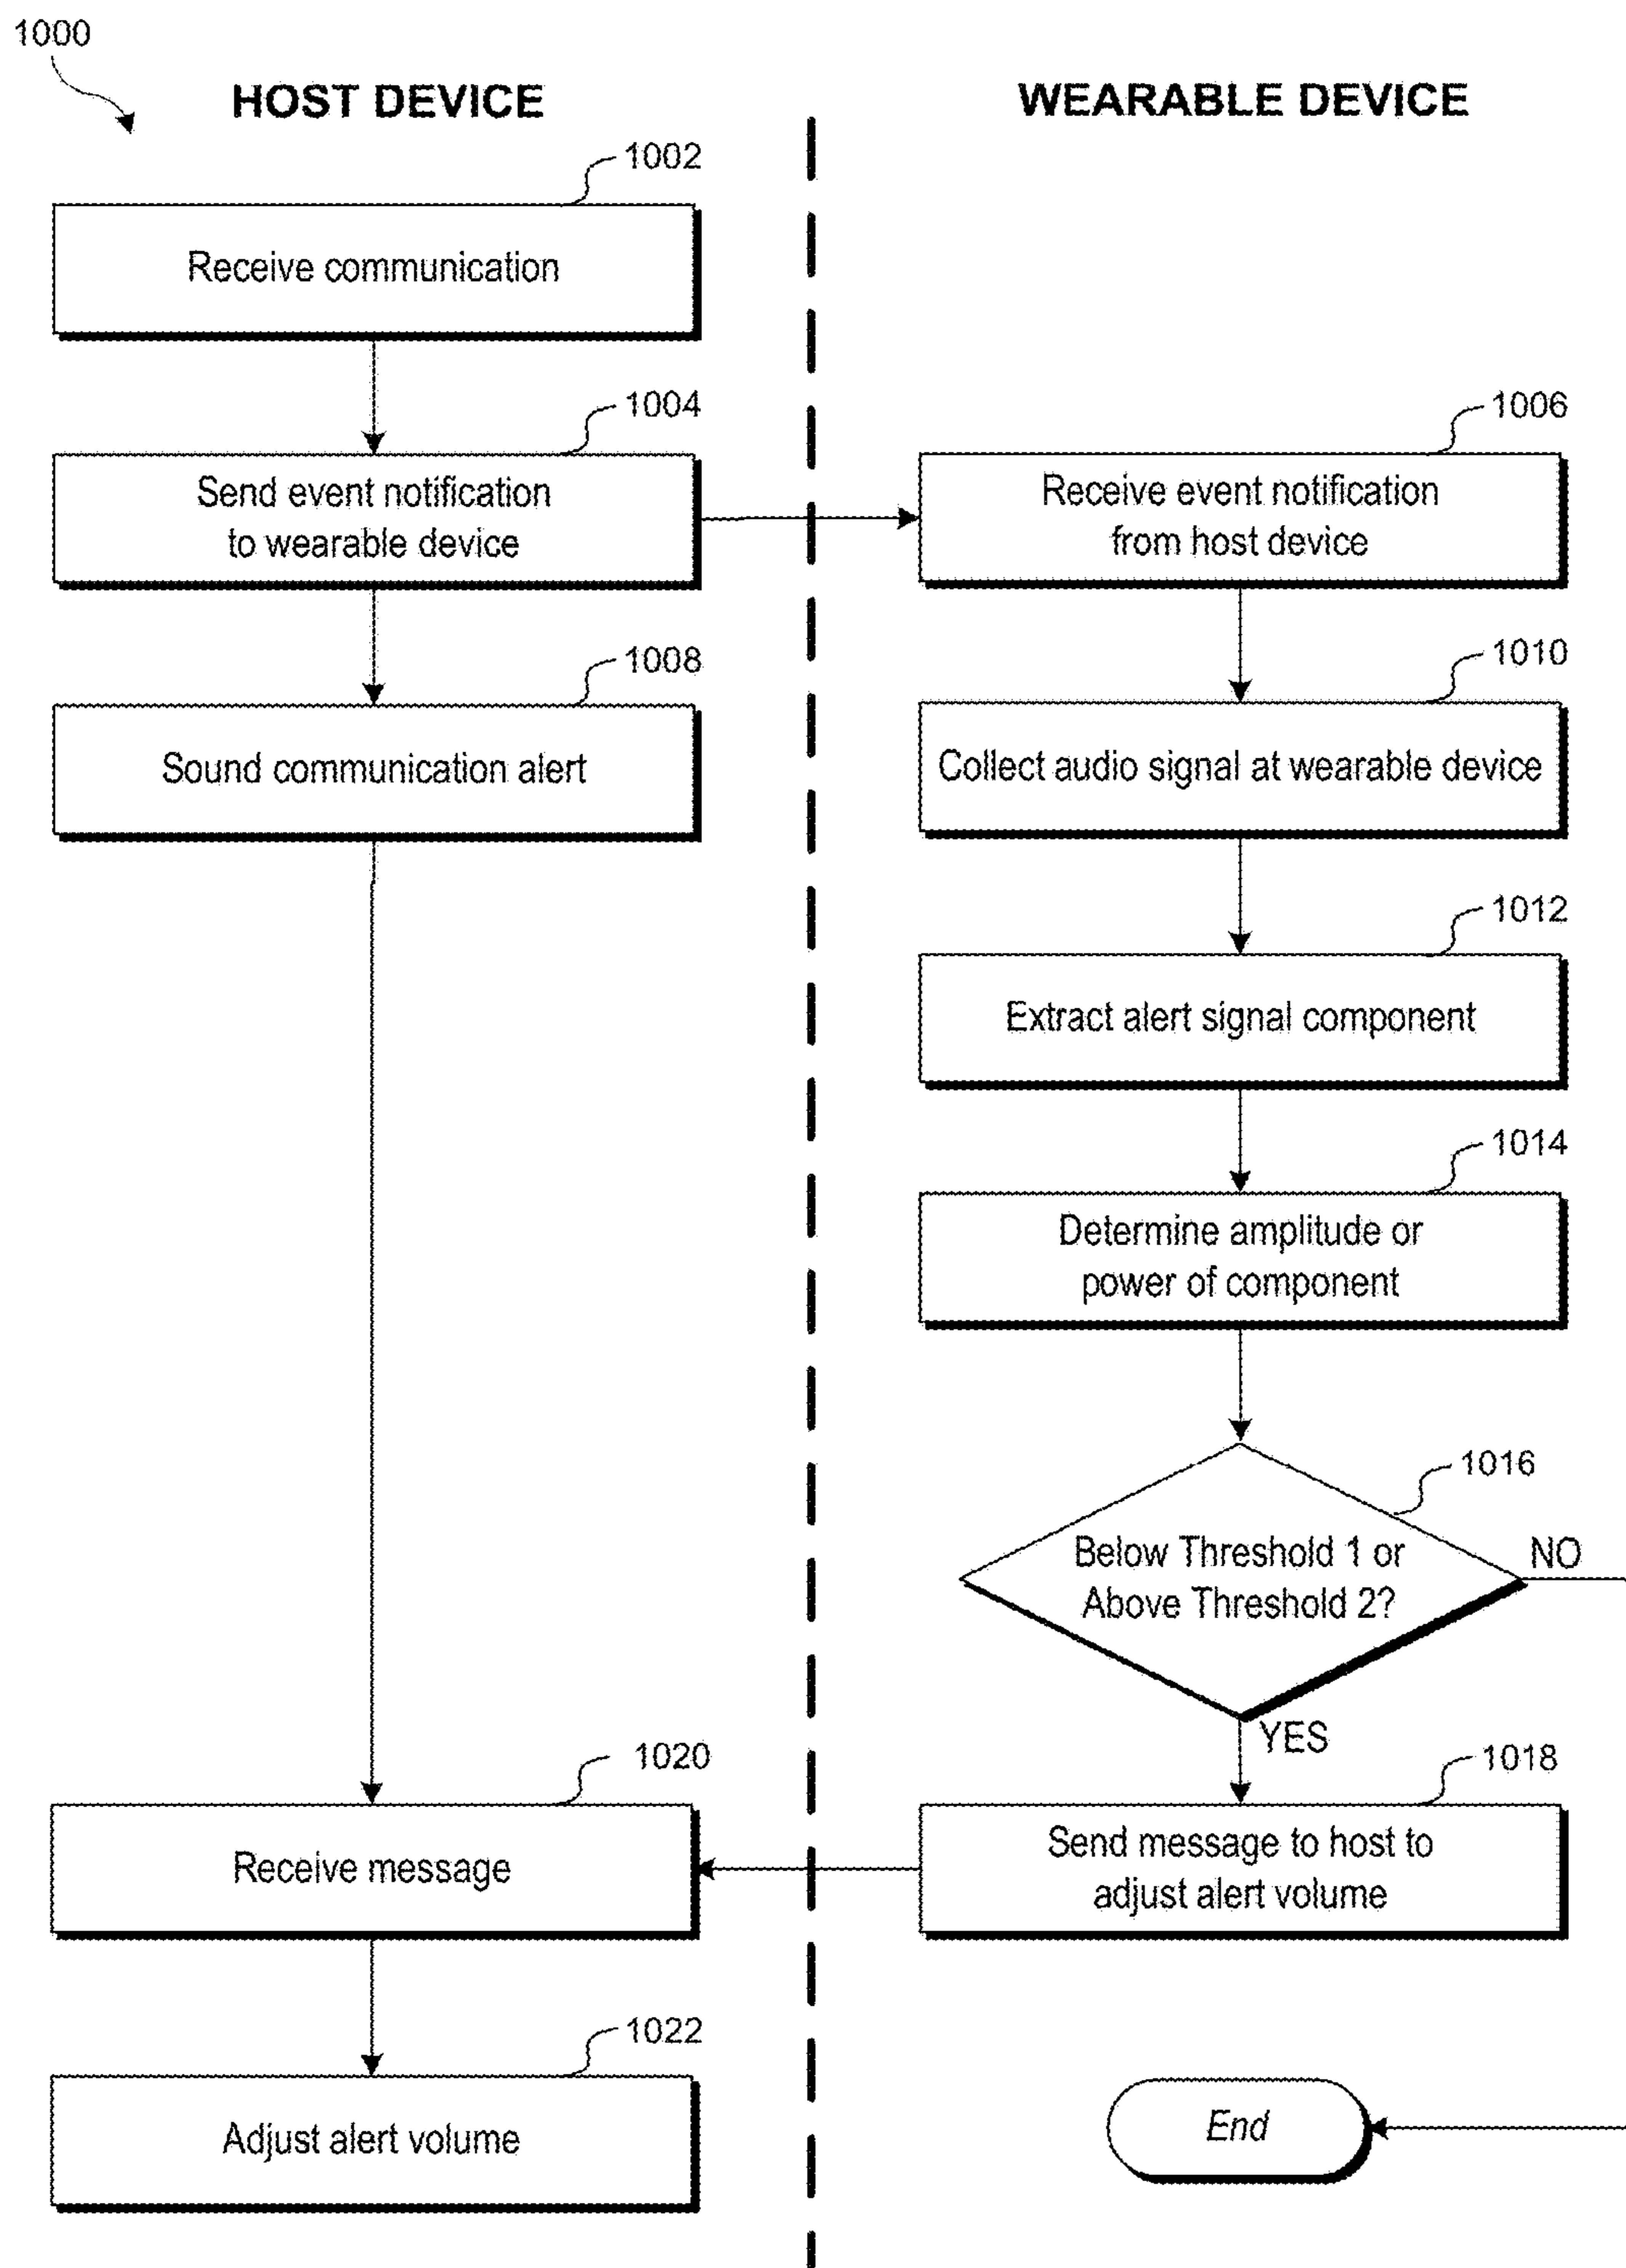 1000
HOST DEVICE
WEARABLE DEVICE
1002
Receive communication
1004
Send event notification
to wearable device
1006
Receive event notification
from host device
1008
Sound communication alert
1010
Collect audio signal at wearable device
1012
Extract alert signal component
1014
Determine amplitude or
power of component
1016
Below Threshold 1 or
Above Threshold 2?
NO
YES
1018
Send message to host to
adjust alert volume
1020
Receive message
1022
Adjust alert volume
End